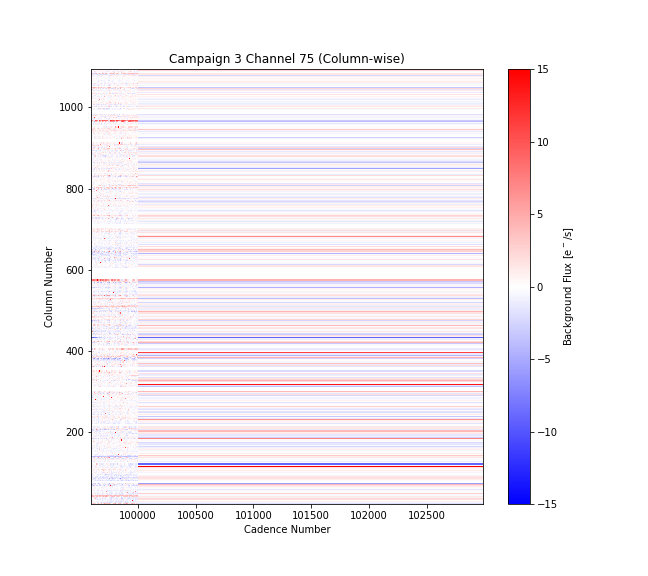 Campaign 3 Channel 75 (Column-wise)
1000
800
600
400
200
Column Number
100000 100500 101000 101500 102000 102500
Cadence Number
15
10
5
0
−5
−10
−15
Background Flux [e⁻/s]